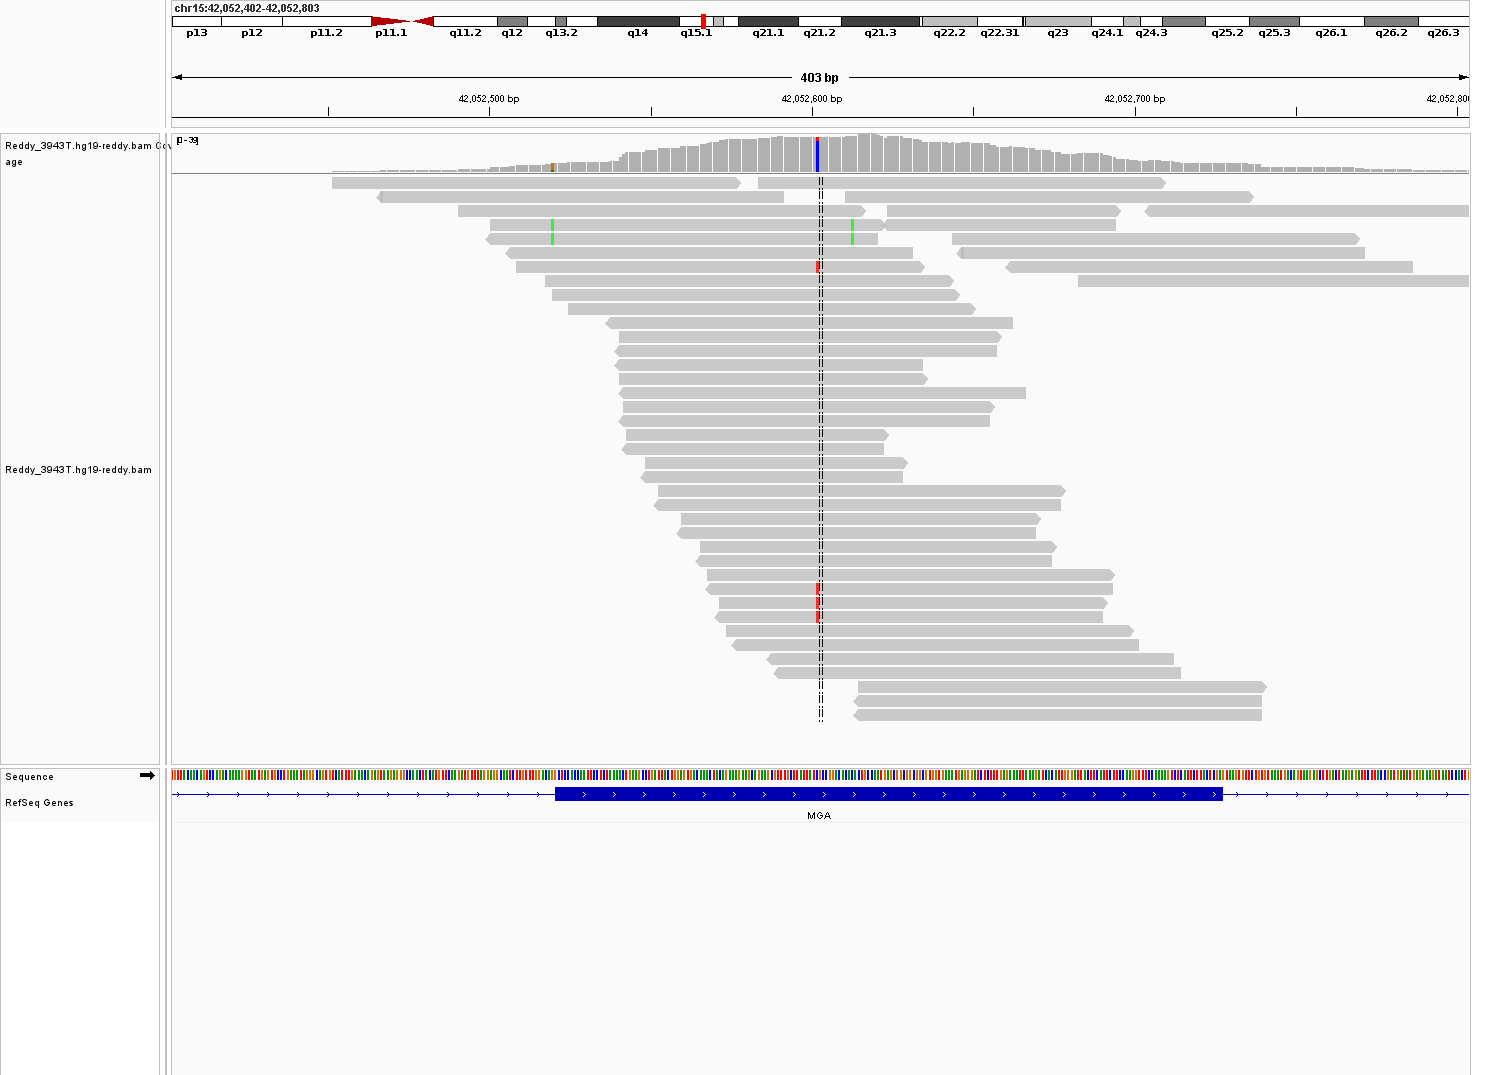 chr15:42,052,402-42,052,803
p13 p12 p11.2 p11.1 q11.2 q12 q13.2 q14 q15.1 q21.1 q21.2 q21.3 q22.2 q22.31 q23 q24.1 q24.3 q25.2 q25.3 q26.1 q26.2 q26.3
403 bp
42,052,500 bp 42,052,600 bp 42,052,700 bp 42,052,800
Reddy_3943T.hg19-reddy.bam Cov
age
[0-39]
Reddy_3943T.hg19-reddy.bam
Sequence
RefSeq Genes
MGA